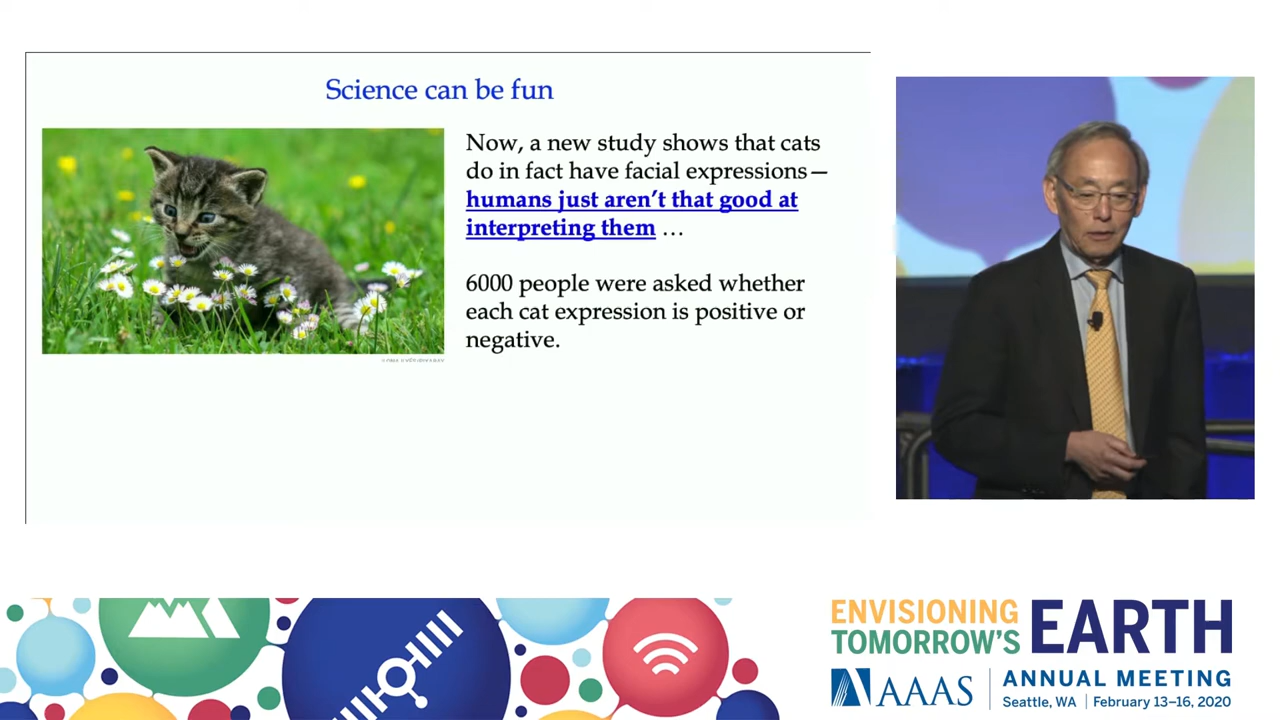 Science can be fun
Now, a new study shows that cats
do in fact have facial expressions—
humans just aren't that good at
interpreting them …
6000 people were asked whether
each cat expression is positive or
negative.
ENVISIONING
TOMORROW'S
EARTH
AAAS
ANNUAL MEETING
Seattle, WA | February 13–16, 2020